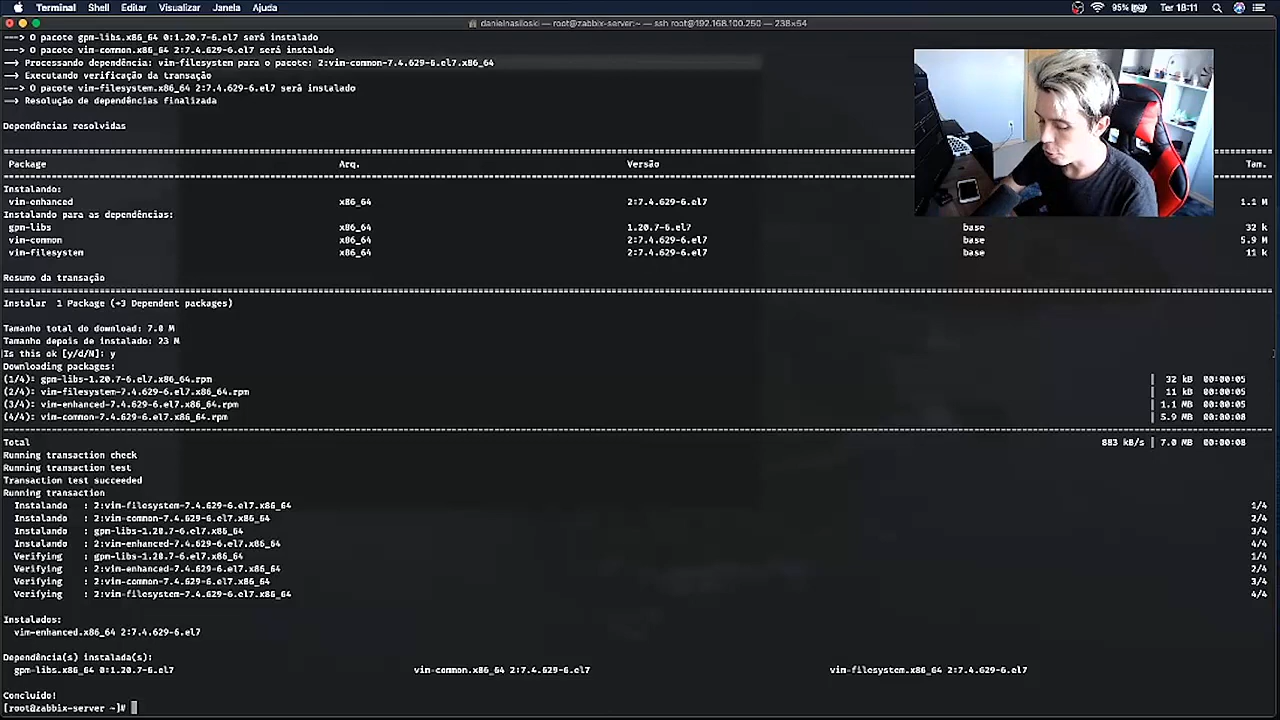 Terminal Shell Editar Visualizar Janela Ajuda 95% Ter 18:11
danielnasiloski — root@zabbix-server:~ — ssh root@192.168.100.250 — 238×54
---> O pacote gpm-libs.x86_64 0:1.20.7-6.el7 será instalado
---> O pacote vim-common.x86_64 2:7.4.629-6.el7 será instalado
--> Processando dependência: vim-filesystem para o pacote: 2:vim-common-7.4.629-6.el7.x86_64
--> Executando verificação da transação
---> O pacote vim-filesystem.x86_64 2:7.4.629-6.el7 será instalado
--> Resolução de dependências finalizada
Dependências resolvidas
Package Arq. Versão Tam.
Instalando:
vim-enhanced x86_64 2:7.4.629-6.el7 1.1 M
Instalando para as dependências:
gpm-libs x86_64 1.20.7-6.el7 base 32 k
vim-common x86_64 2:7.4.629-6.el7 base 5.9 M
vim-filesystem x86_64 2:7.4.629-6.el7 base 11 k
Resumo da transação
Instalar 1 Package (+3 Dependent packages)
Tamanho total do download: 7.0 M
Tamanho depois de instalado: 23 M
Is this ok [y/d/N]: y
Downloading packages:
(1/4): gpm-libs-1.20.7-6.el7.x86_64.rpm | 32 kB 00:00:05
(2/4): vim-filesystem-7.4.629-6.el7.x86_64.rpm | 11 kB 00:00:05
(3/4): vim-enhanced-7.4.629-6.el7.x86_64.rpm | 1.1 MB 00:00:05
(4/4): vim-common-7.4.629-6.el7.x86_64.rpm | 5.9 MB 00:00:08
Total 883 kB/s | 7.0 MB 00:00:08
Running transaction check
Running transaction test
Transaction test succeeded
Running transaction
Instalando : 2:vim-filesystem-7.4.629-6.el7.x86_64 1/4
Instalando : 2:vim-common-7.4.629-6.el7.x86_64 2/4
Instalando : gpm-libs-1.20.7-6.el7.x86_64 3/4
Instalando : 2:vim-enhanced-7.4.629-6.el7.x86_64 4/4
Verifying : gpm-libs-1.20.7-6.el7.x86_64 1/4
Verifying : 2:vim-enhanced-7.4.629-6.el7.x86_64 2/4
Verifying : 2:vim-common-7.4.629-6.el7.x86_64 3/4
Verifying : 2:vim-filesystem-7.4.629-6.el7.x86_64 4/4
Instalados:
vim-enhanced.x86_64 2:7.4.629-6.el7
Dependência(s) instalada(s):
gpm-libs.x86_64 0:1.20.7-6.el7 vim-common.x86_64 2:7.4.629-6.el7 vim-filesystem.x86_64 2:7.4.629-6.el7
Concluído!
[root@zabbix-server ~]#